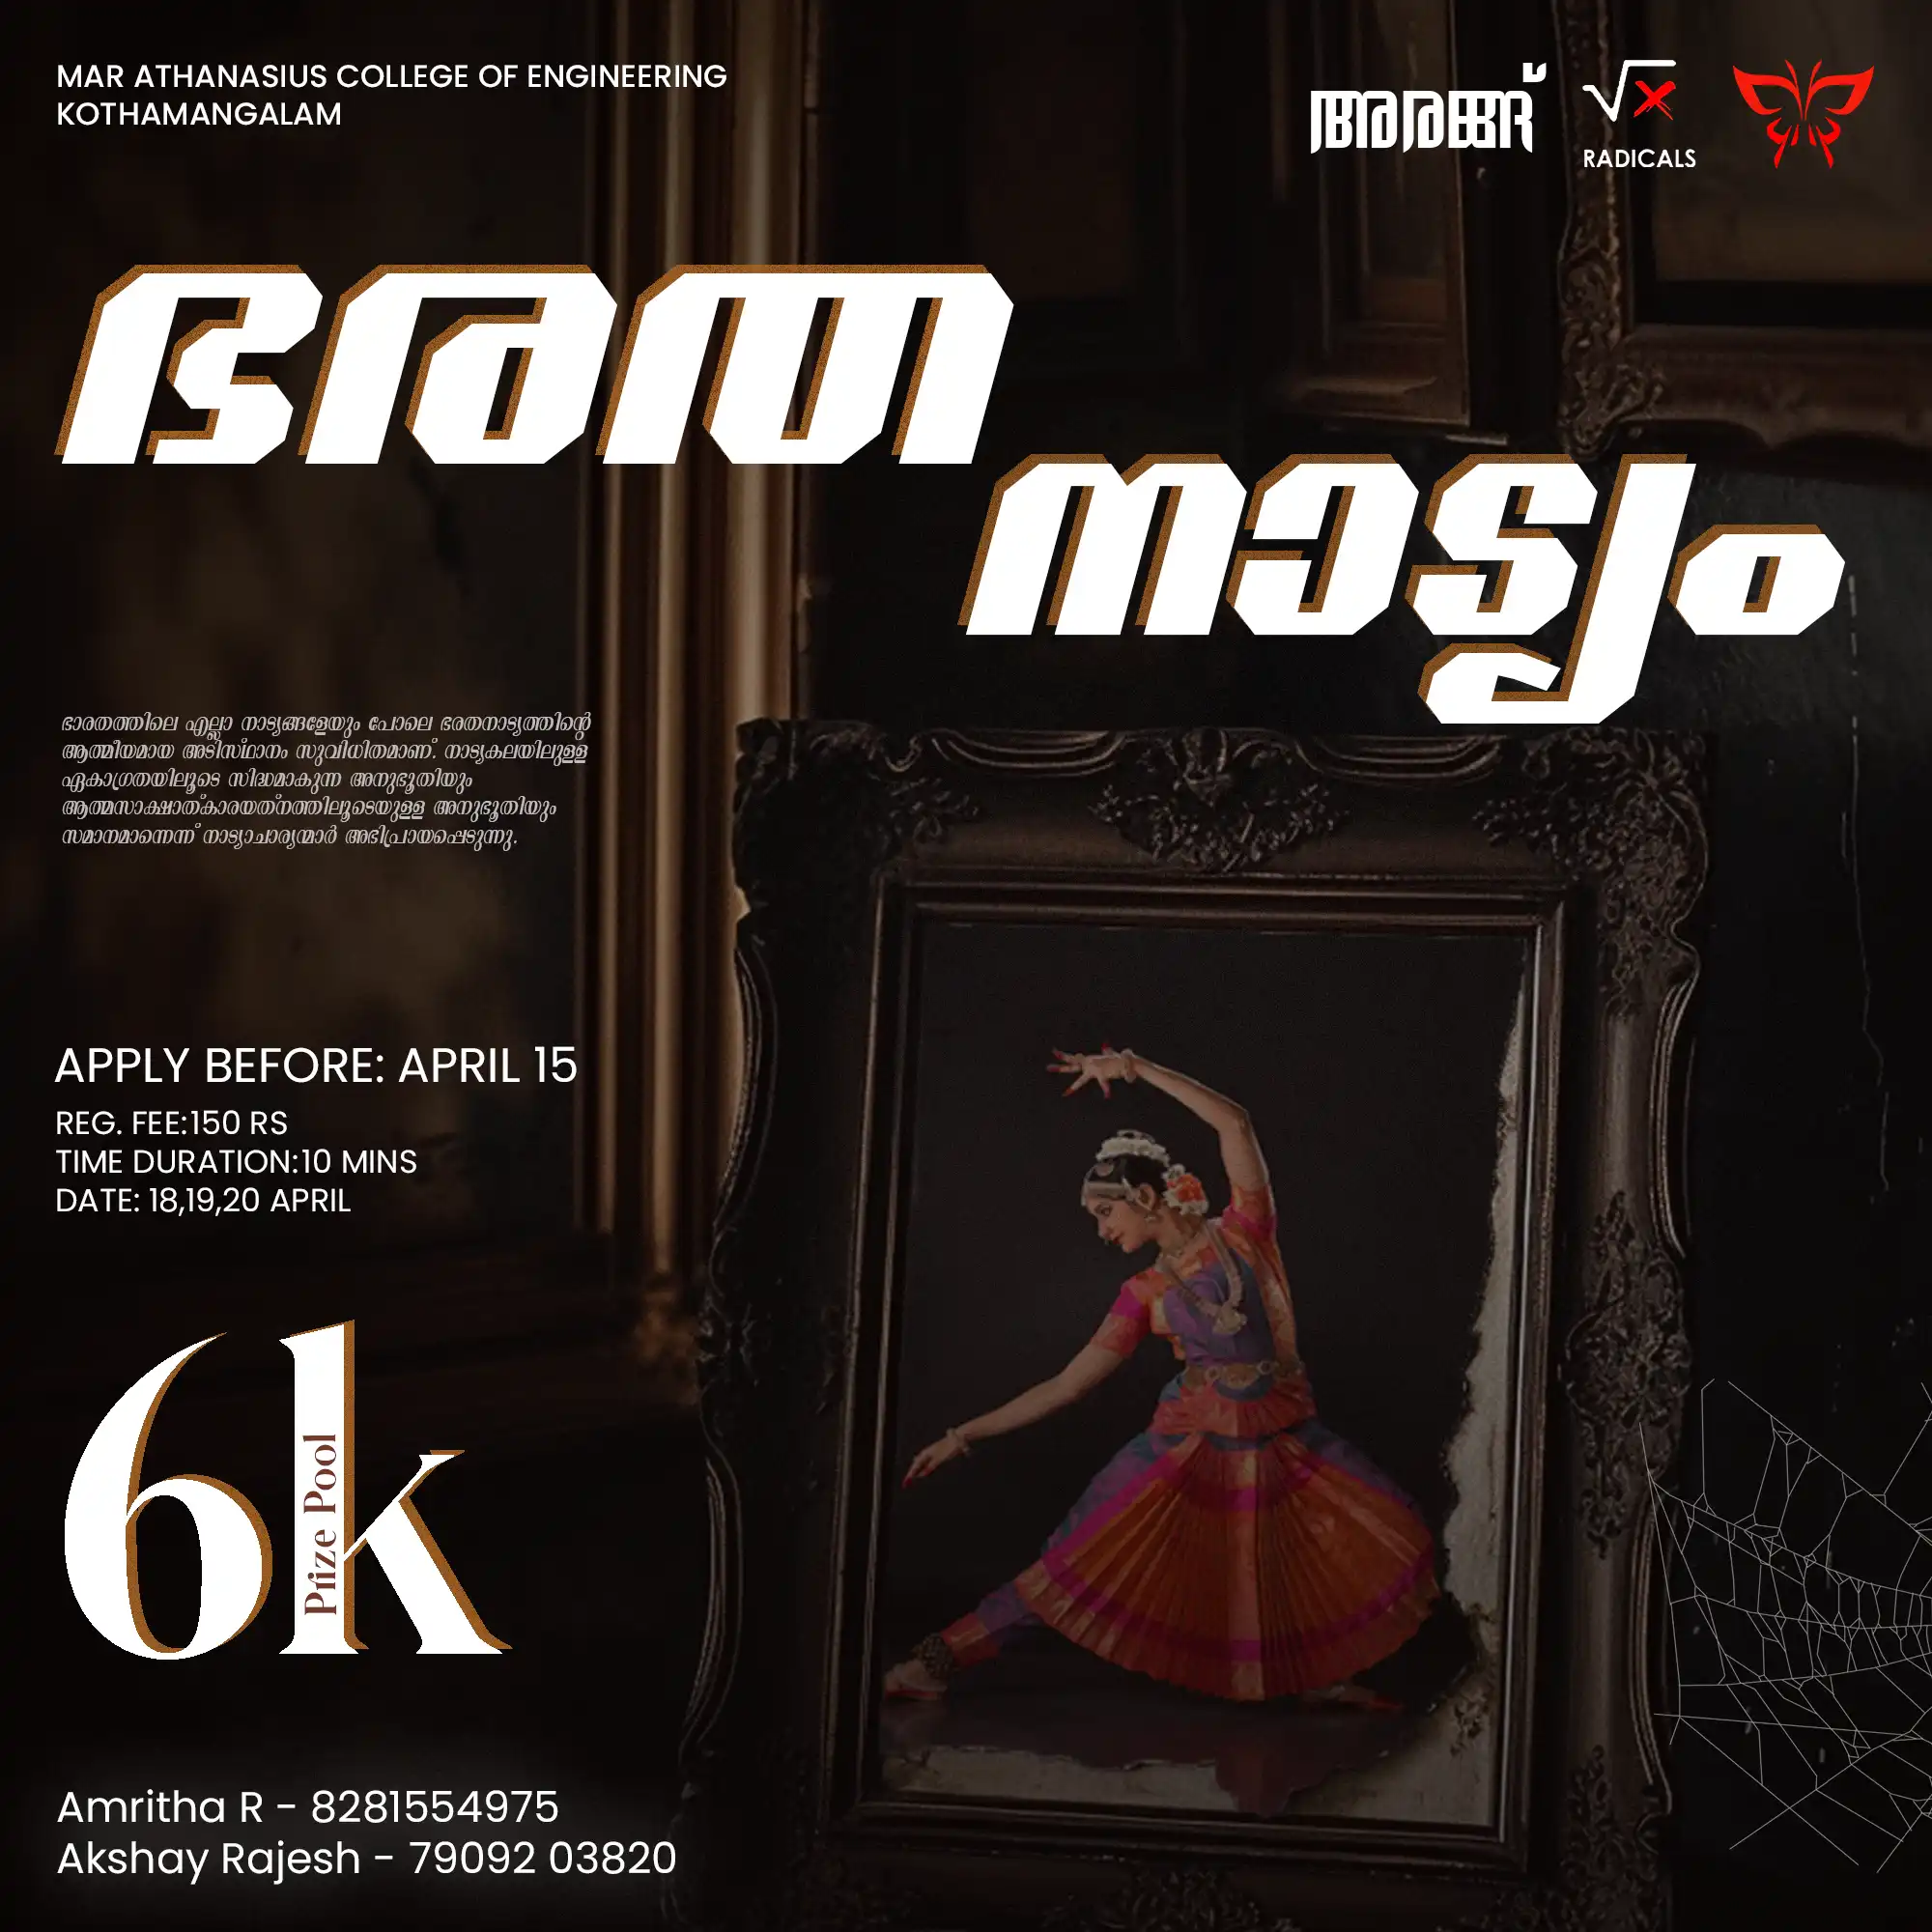 MAR ATHANASIUS COLLEGE OF ENGINEERING
KOTHAMANGALAM
അരങ്ങ്
√x
RADICALS
ഭരത
നാട്യം
ഭാരതത്തിലെ എല്ലാ നാട്യങ്ങളേയും പോലെ ഭരതനാട്യത്തിന്റെ
ആത്മീയമായ അടിസ്ഥാനം സുവിധിതമാണ്. നാട്യകലയിലുള്ള
ഏകാഗ്രതയിലൂടെ സിദ്ധമാകുന്ന അനുഭൂതിയും
ആത്മസാക്ഷാത്കാരയത്നത്തിലൂടെയുള്ള അനുഭൂതിയും
സമാനമാന്നെന്ന് നാട്യാചാര്യന്മാർ അഭിപ്രായപ്പെടുന്നു.
APPLY BEFORE: APRIL 15
REG. FEE:150 RS
TIME DURATION:10 MINS
DATE: 18,19,20 APRIL
6k
Prize Pool
Amritha R - 8281554975
Akshay Rajesh - 79092 03820